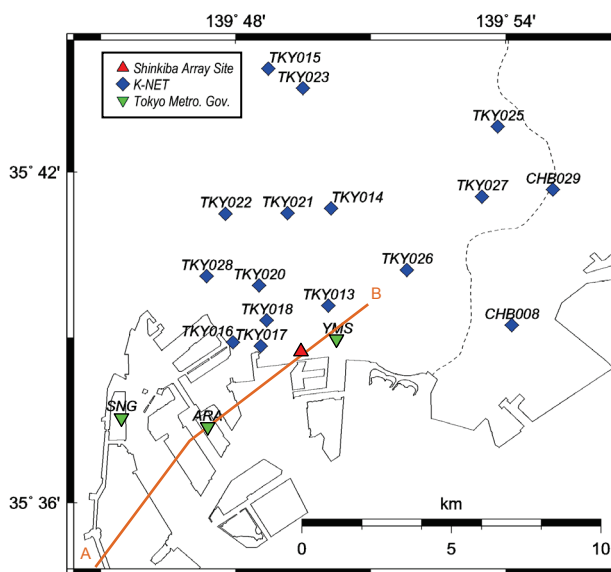 139˚ 48'
139˚ 54'
TKY015
TKY023
Shinkiba Array Site
K-NET
Tokyo Metro. Gov.
TKY025
35˚ 42'
CHB029
TKY027
TKY022
TKY021
TKY014
TKY028
TKY026
TKY020
B
TKY013
TKY018
CHB008
TKY016
TKY017
YMS
SNG
ARA
35˚ 36'
km
A
0
5
10